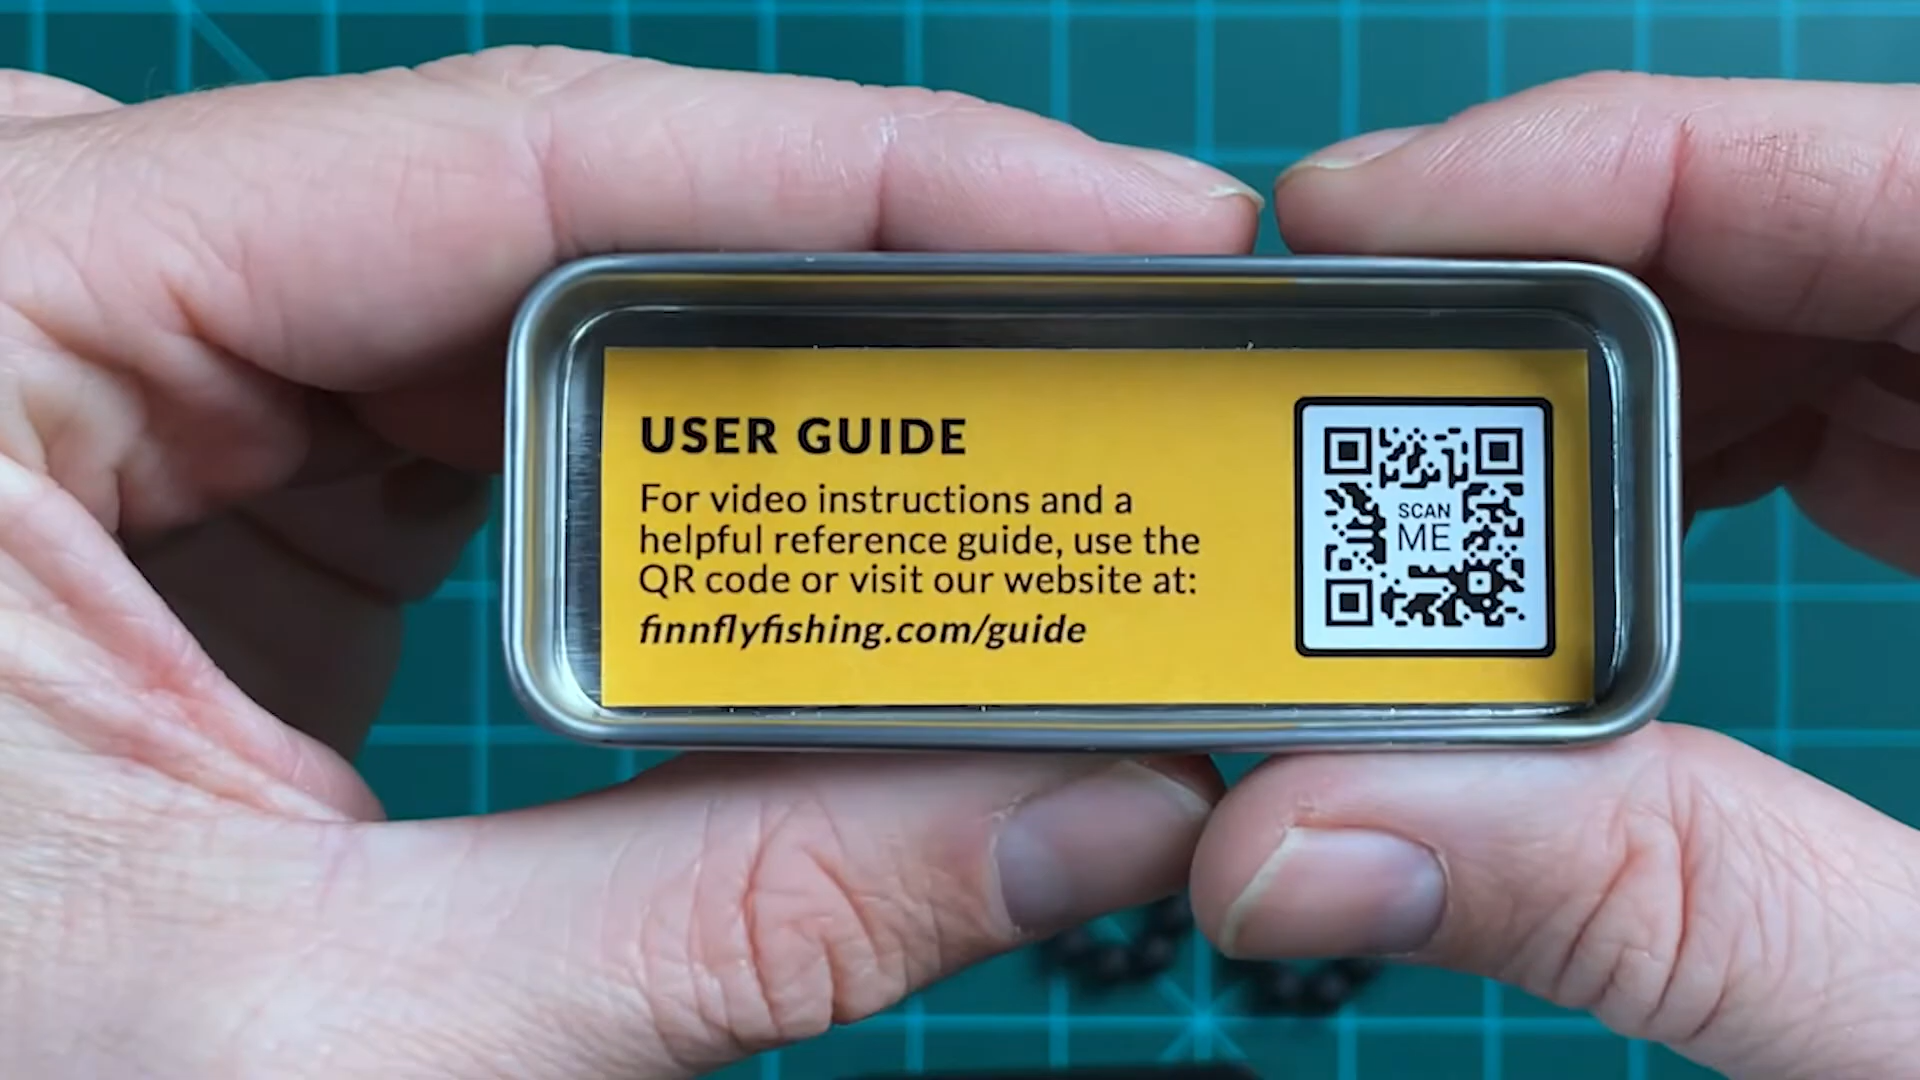 USER GUIDE
For video instructions and a
helpful reference guide, use the
QR code or visit our website at:
finnflyfishing.com/guide
SCAN
ME